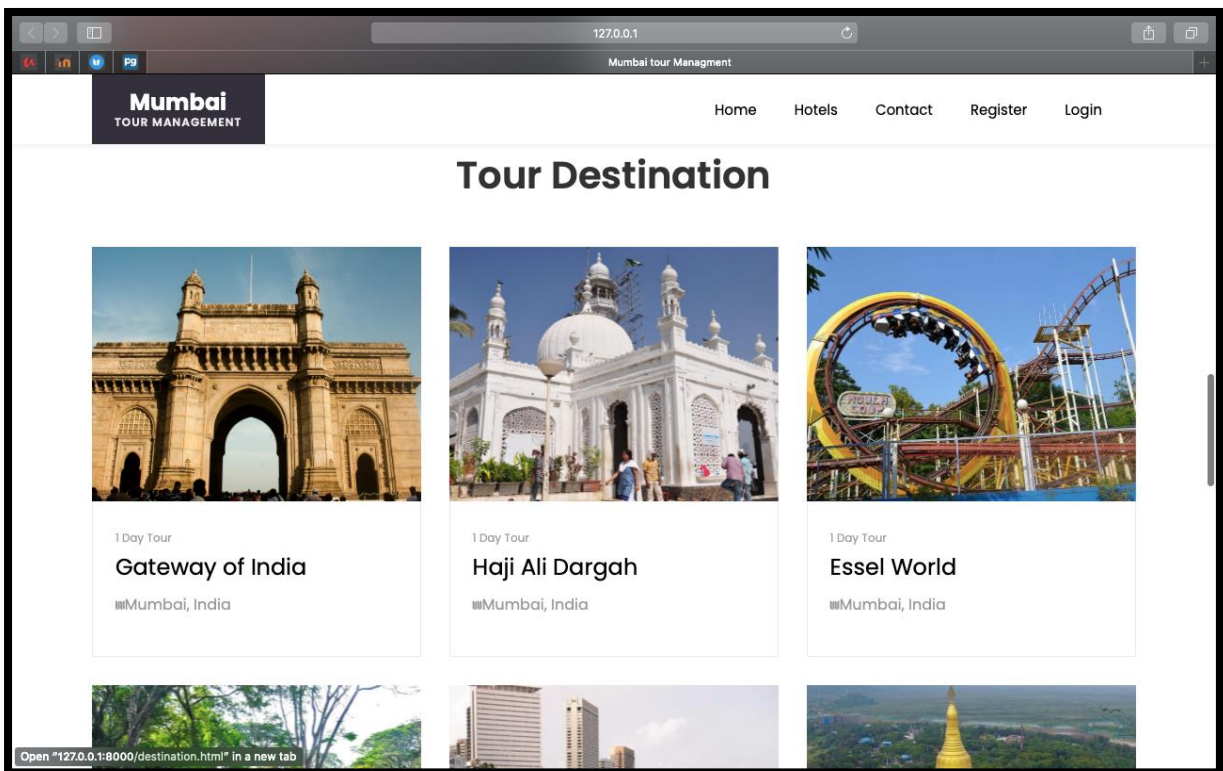 127.0.0.1
in
P9
Mumbai tour Managment
Mumbai
TOUR MANAGEMENT
Home Hotels Contact Register Login
Tour Destination
1 Day Tour
Gateway of India
Mumbai, India
1 Day Tour
Haji Ali Dargah
Mumbai, India
1 Day Tour
Essel World
Mumbai, India
Open "127.0.0.1:8000/destination.html" in a new tab